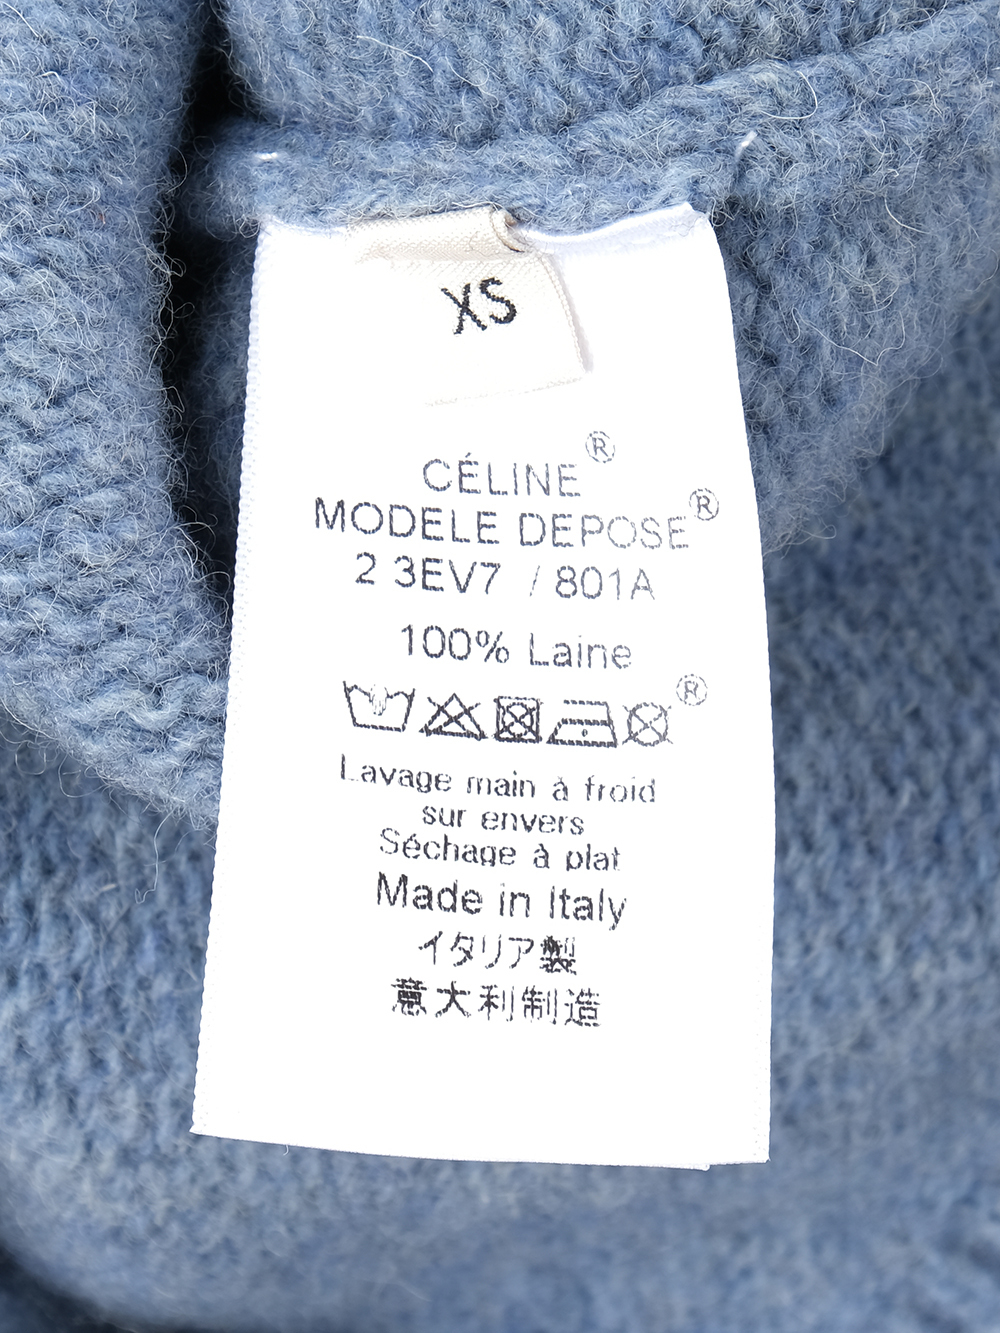 XS
CÉLINE®
MODELE DEPOSE®
2 3EV7 / 801A
100% Laine
®
Lavage main à froid
sur envers
Séchage à plat
Made in Italy
イタリア製
意大利制造